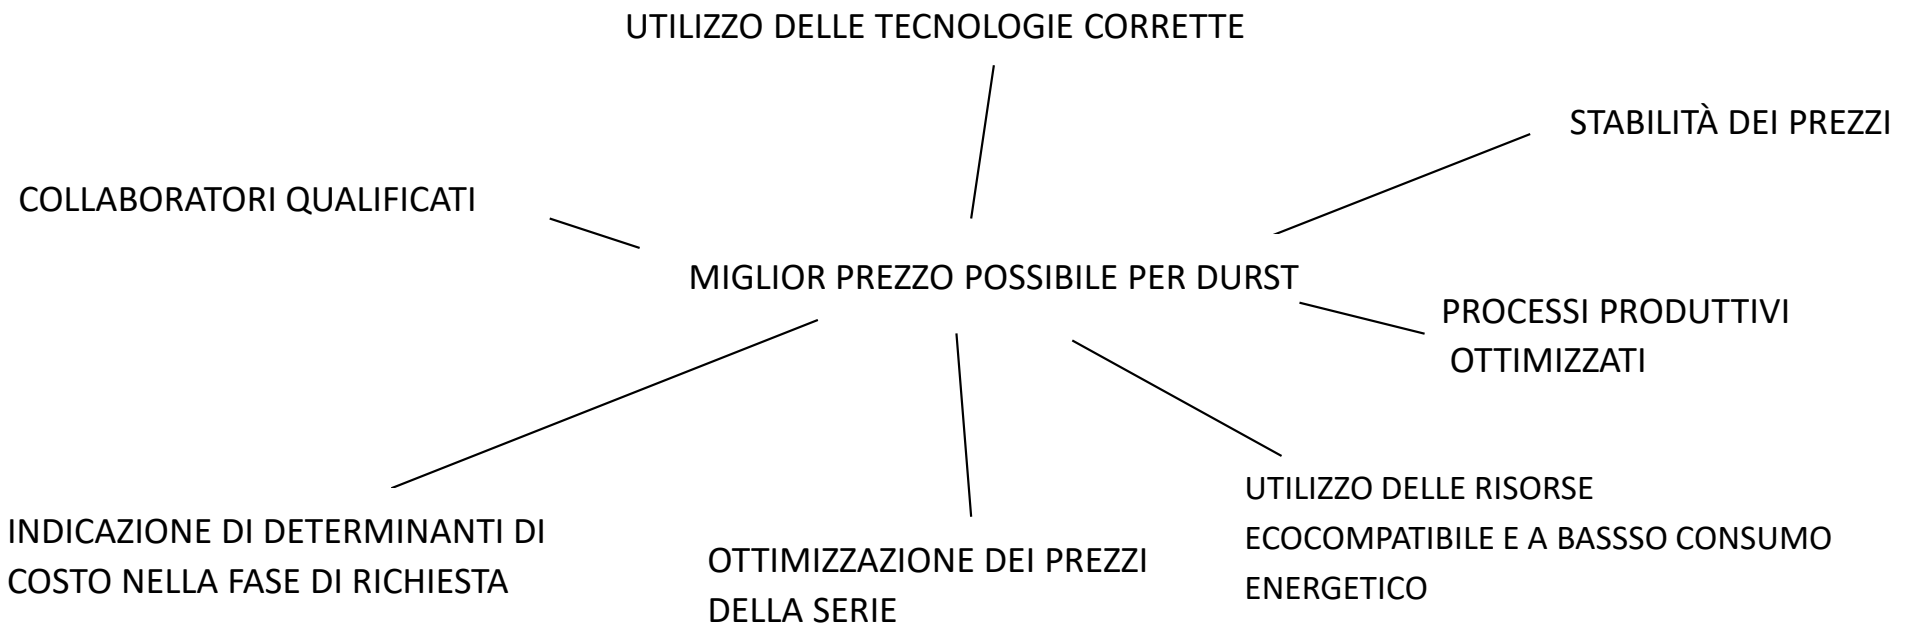 UTILIZZO DELLE TECNOLOGIE CORRETTE
STABILITÀ DEI PREZZI
COLLABORATORI QUALIFICATI
MIGLIOR PREZZO POSSIBILE PER DURST
PROCESSI PRODUTTIVI
OTTIMIZZATI
INDICAZIONE DI DETERMINANTI DI
COSTO NELLA FASE DI RICHIESTA
OTTIMIZZAZIONE DEI PREZZI
DELLA SERIE
UTILIZZO DELLE RISORSE
ECOCOMPATIBILE E A BASSSO CONSUMO
ENERGETICO